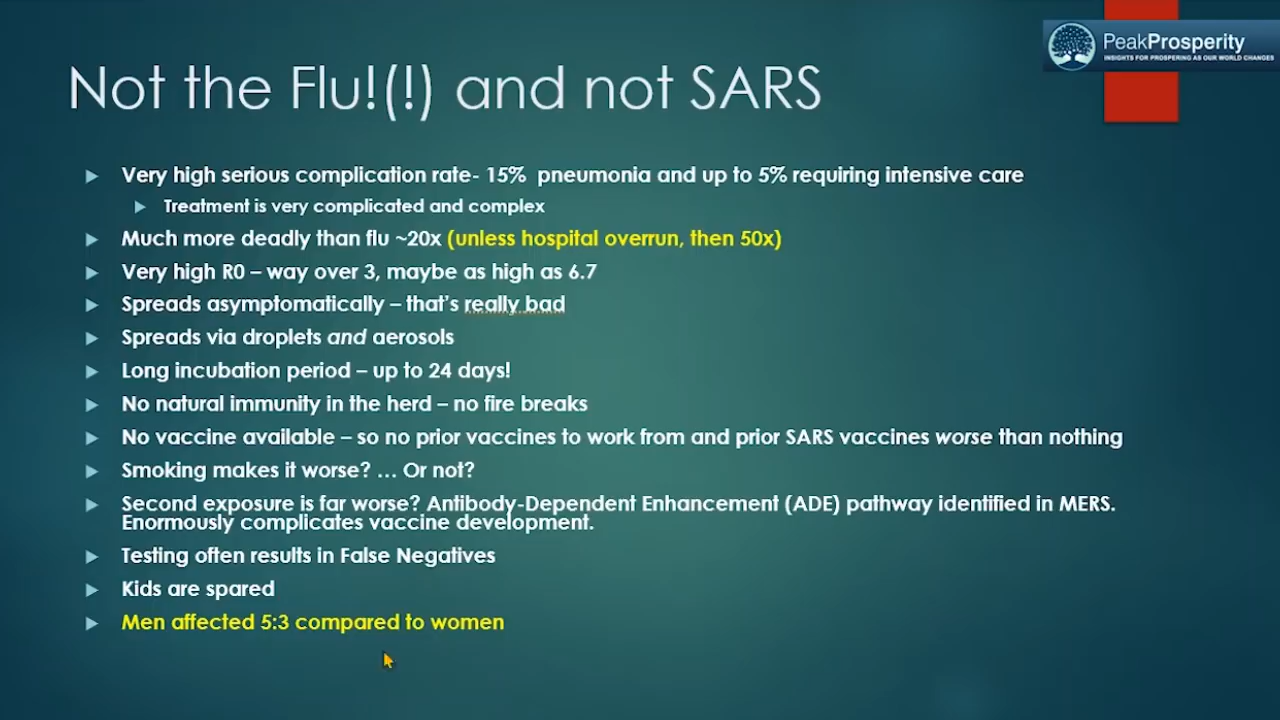 PeakProsperity
INSIGHTS FOR PROSPERING AS OUR WORLD CHANGES
Not the Flu!(!) and not SARS
Very high serious complication rate- 15% pneumonia and up to 5% requiring intensive care
Treatment is very complicated and complex
Much more deadly than flu ~20x (unless hospital overrun, then 50x)
Very high R0 – way over 3, maybe as high as 6.7
Spreads asymptomatically – that's really bad
Spreads via droplets and aerosols
Long incubation period – up to 24 days!
No natural immunity in the herd – no fire breaks
No vaccine available – so no prior vaccines to work from and prior SARS vaccines worse than nothing
Smoking makes it worse? … Or not?
Second exposure is far worse? Antibody-Dependent Enhancement (ADE) pathway identified in MERS.
Enormously complicates vaccine development.
Testing often results in False Negatives
Kids are spared
Men affected 5:3 compared to women